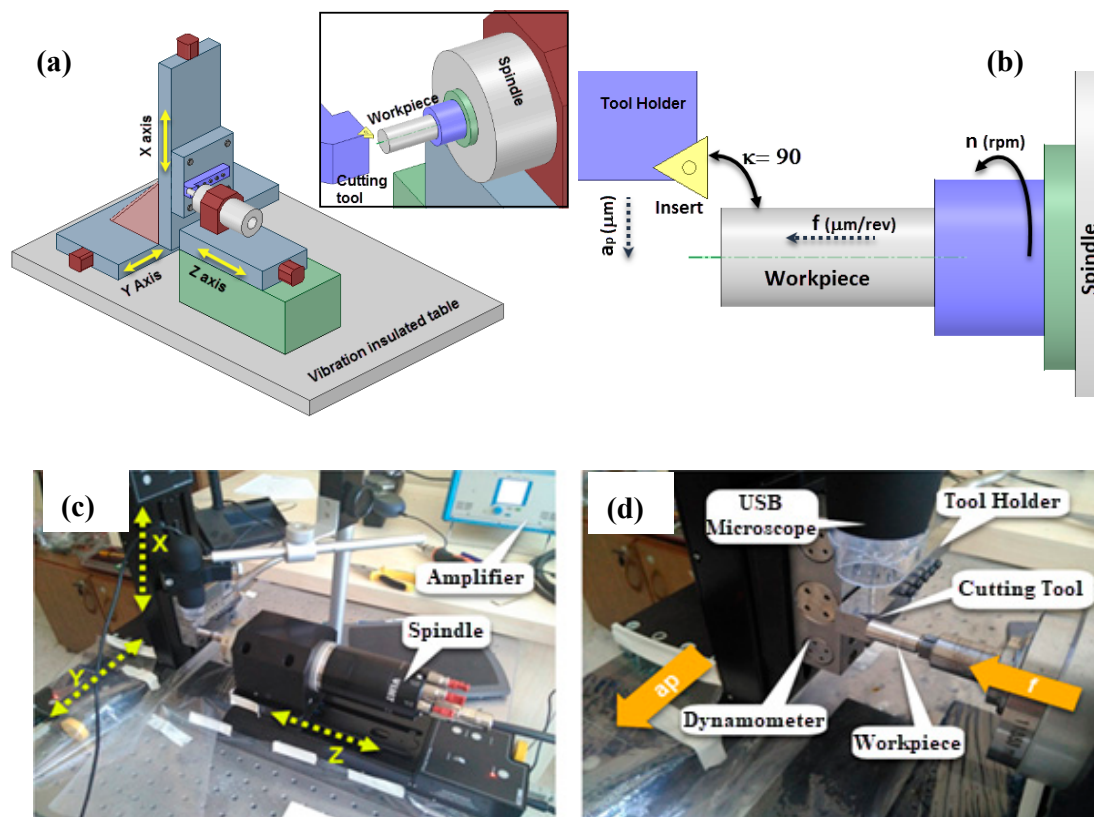 (a)
X axis
Y Axis
Z axis
Vibration insulated table
Workpiece
Spindle
Cutting
tool
(b)
Tool Holder
κ= 90
n (rpm)
Insert
aₚ (μm)
f (μm/rev)
Workpiece
Spindle
(c)
X
Y
Z
Amplifier
Spindle
(d)
USB
Microscope
Tool Holder
Cutting Tool
ap
f
Dynamometer
Workpiece